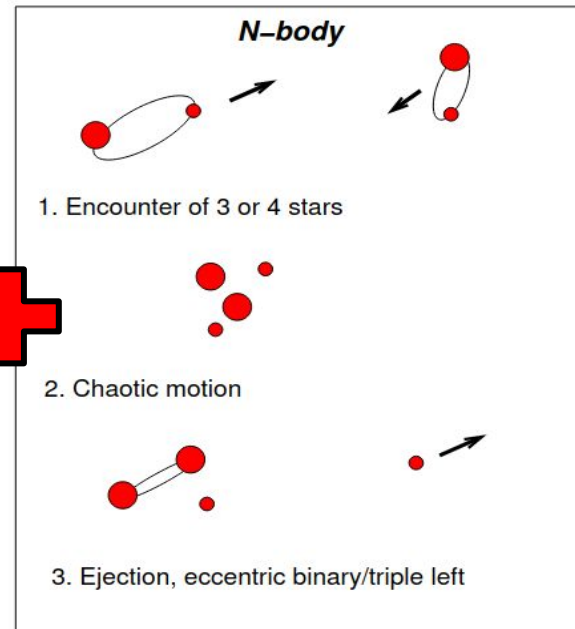 N–body
1. Encounter of 3 or 4 stars
2. Chaotic motion
3. Ejection, eccentric binary/triple left